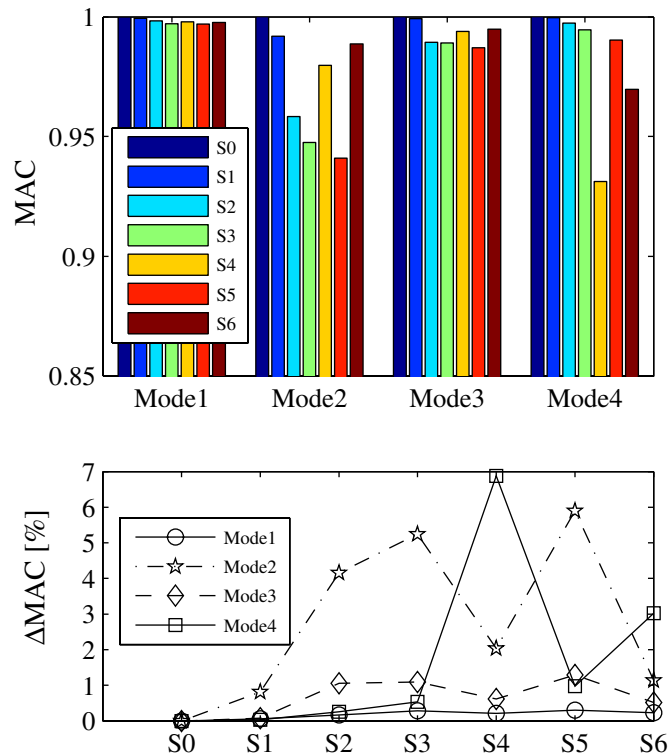 1
0.95
0.9
0.85
MAC
S0
S1
S2
S3
S4
S5
S6
Mode1 Mode2 Mode3 Mode4
7
6
5
4
3
2
1
0
ΔMAC [%]
Mode1
Mode2
Mode3
Mode4
S0 S1 S2 S3 S4 S5 S6